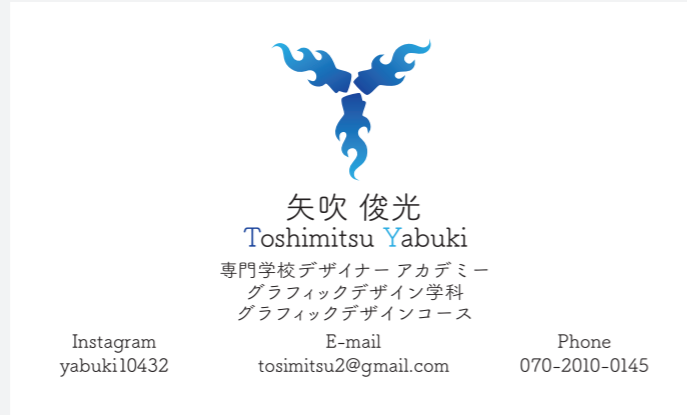 矢吹 俊光
Toshimitsu Yabuki
専門学校デザイナー アカデミー
グラフィックデザイン学科
グラフィックデザインコース
Instagram E-mail Phone
yabuki10432 tosimitsu2@gmail.com 070-2010-0145